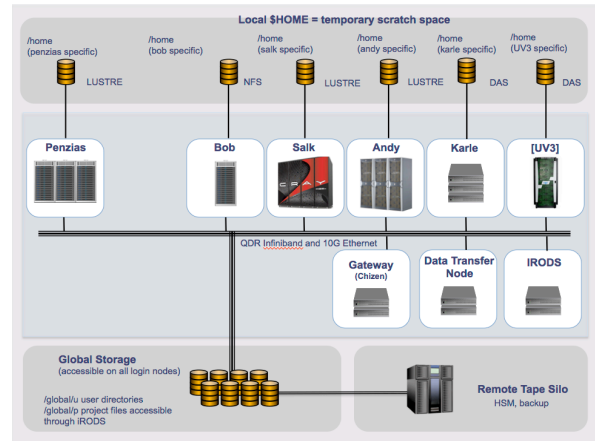 Local $HOME = temporary scratch space
/home
(penzias specific)
/home
(bob specific)
/home
(salk specific)
/home
(andy specific)
/home
(karle specific)
/home
(UV3 specific)
LUSTRE
NFS
LUSTRE
LUSTRE
DAS
DAS
Penzias
Bob
Salk
Andy
Karle
[UV3]
CRAY
QDR Infiniband and 10G Ethernet
Gateway
(Chizen)
Data Transfer
Node
IRODS
Global Storage
(accessible on all login nodes)
/global/u user directories
/global/p project files accessible
through iRODS
Remote Tape Silo
HSM, backup